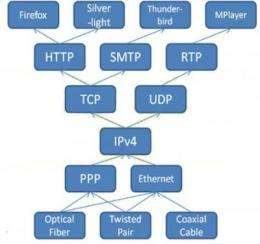 Firefox
Silver
-light
Thunder-
bird
MPlayer
HTTP
SMTP
RTP
TCP
UDP
IPv4
PPP
Ethernet
Optical
Fiber
Twisted
Pair
Coaxial
Cable